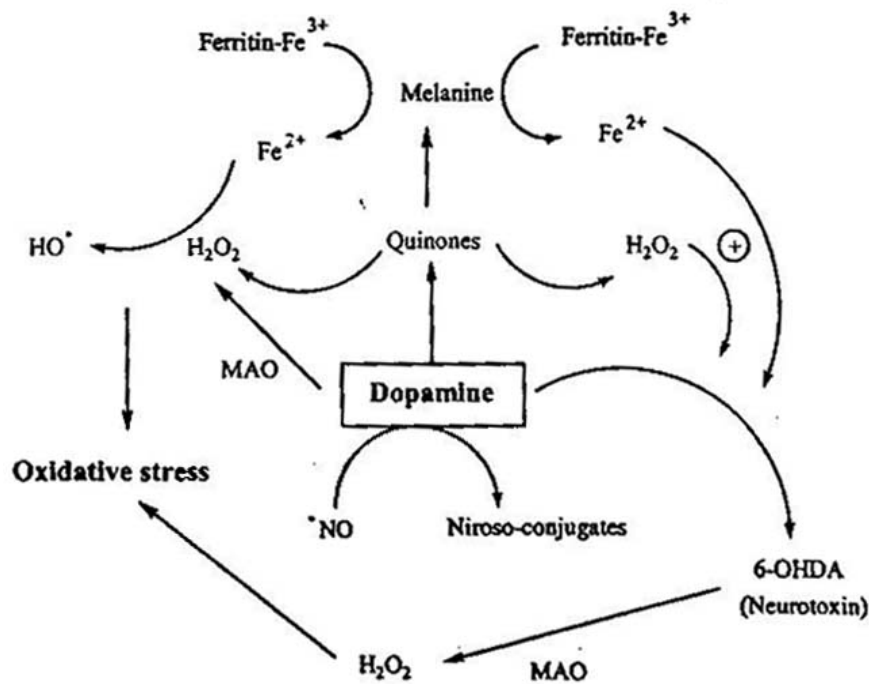 Ferritin-Fe³⁺ Ferritin-Fe³⁺
Melanine
Fe²⁺ Fe²⁺
HO• H₂O₂ Quinones H₂O₂ +
MAO
Dopamine
Oxidative stress
•NO Niroso-conjugates
6-OHDA
(Neurotoxin)
H₂O₂ MAO